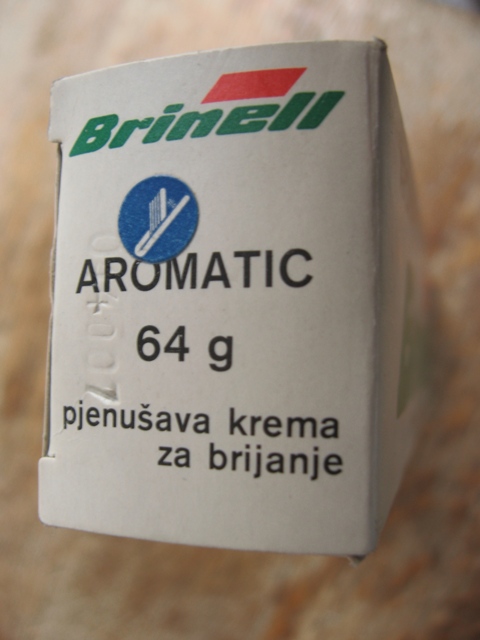 Brinell
AROMATIC
64 g
pjenušava krema
za brijanje